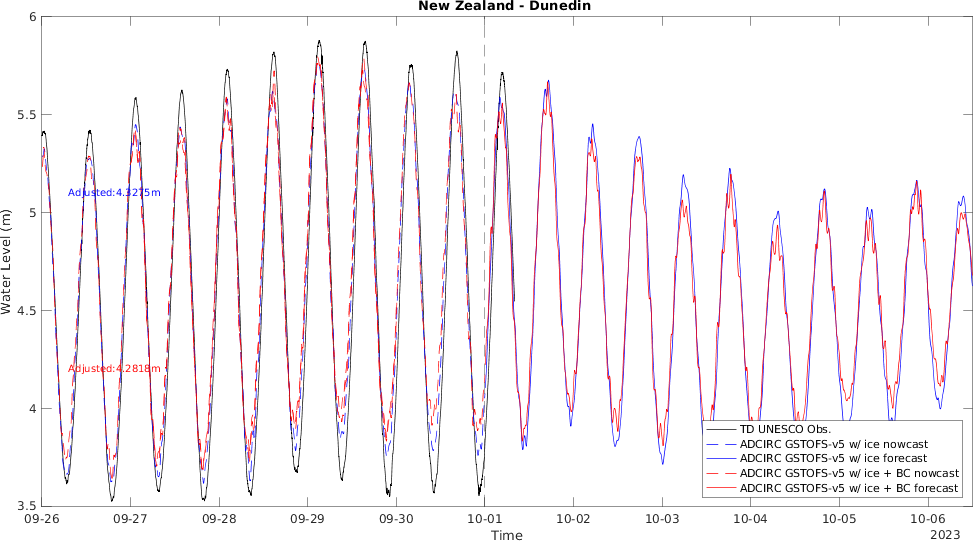 New Zealand - Dunedin
6
5.5
5
4.5
4
3.5
Water Level (m)
Adjusted:4.3275m
Adjusted:4.2818m
TD UNESCO Obs.
ADCIRC GSTOFS-v5 w/ ice nowcast
ADCIRC GSTOFS-v5 w/ ice forecast
ADCIRC GSTOFS-v5 w/ ice + BC nowcast
ADCIRC GSTOFS-v5 w/ ice + BC forecast
09-26 09-27 09-28 09-29 09-30 10-01 10-02 10-03 10-04 10-05 10-06
Time
2023